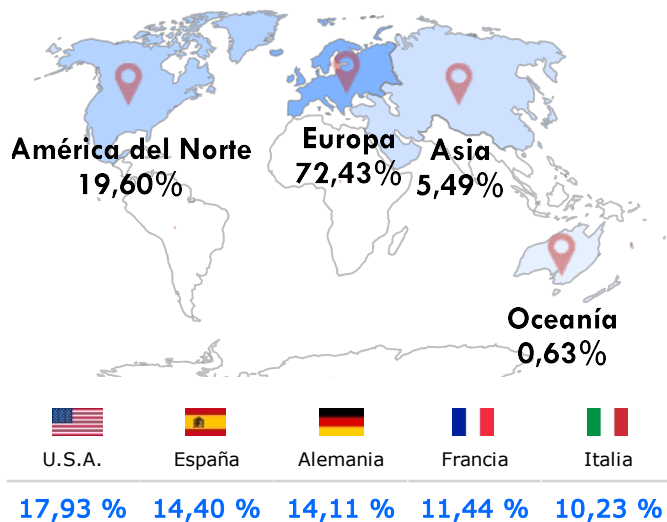 América del Norte
19,60%
Europa
72,43%
Asia
5,49%
Oceanía
0,63%
U.S.A. España Alemania Francia Italia
17,93 % 14,40 % 14,11 % 11,44 % 10,23 %